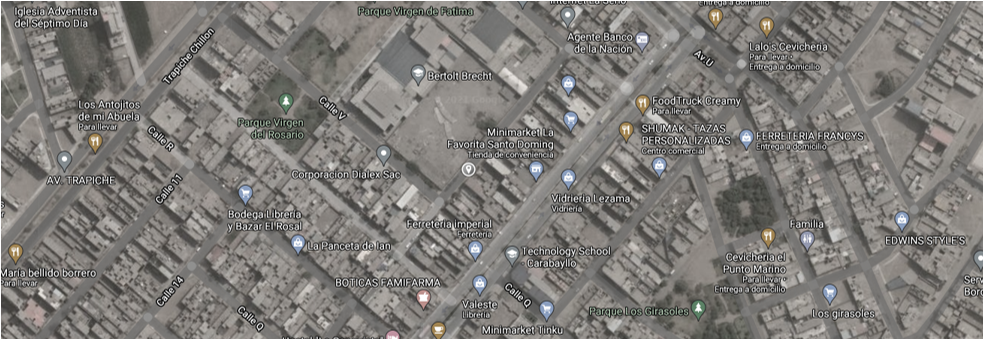 Iglesia Adventista
del Séptimo Día
Parque Virgen de Fatima
Agente Banco
de la Nación
Entrega a domicilio
Lalo's Cevicheria
Para llevar ·
Entrega a domicilio
Av. U
Trapiche Chillon
Bertolt Brecht
Los Antojitos
de mi Abuela
Para llevar
Calle V
Parque Virgen
del Rosario
FoodTruck Creamy
Para llevar
Calle R
Minimarket La
Favorita Santo Doming
Tienda de conveniencia
SHUMAK - TAZAS
PERSONALIZADAS
Centro comercial
FERRETERIA FRANCYS
Entrega a domicilio
AV. TRAPICHE
Calle 11
Corporacion Dialex Sac
Vidrieria Lezama
Vidriería
Bodega Libreria
y Bazar El Rosal
Ferreteria imperial
Ferretería
Familia
EDWINS STYLE'S
La Panceta de Ian
Technology School
Carabayllo
Cevicheria el
Punto Marino
Para llevar ·
Entrega a domicilio
María bellido borrero
Para llevar
BOTICAS FAMIFARMA
Calle 14
Calle Q
Valeste
Librería
Calle Q
Parque Los Girasoles
Los girasoles
Minimarket Jinku